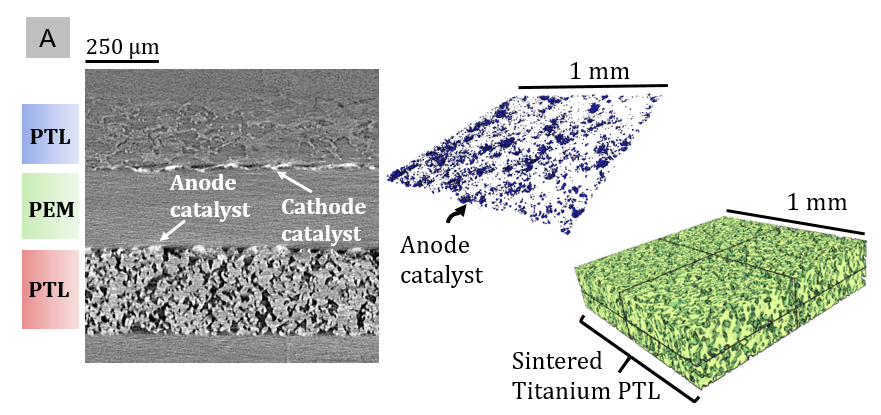 A
250 µm
PTL
PEM
PTL
Anode
catalyst
Cathode
catalyst
1 mm
Anode
catalyst
1 mm
Sintered
Titanium PTL